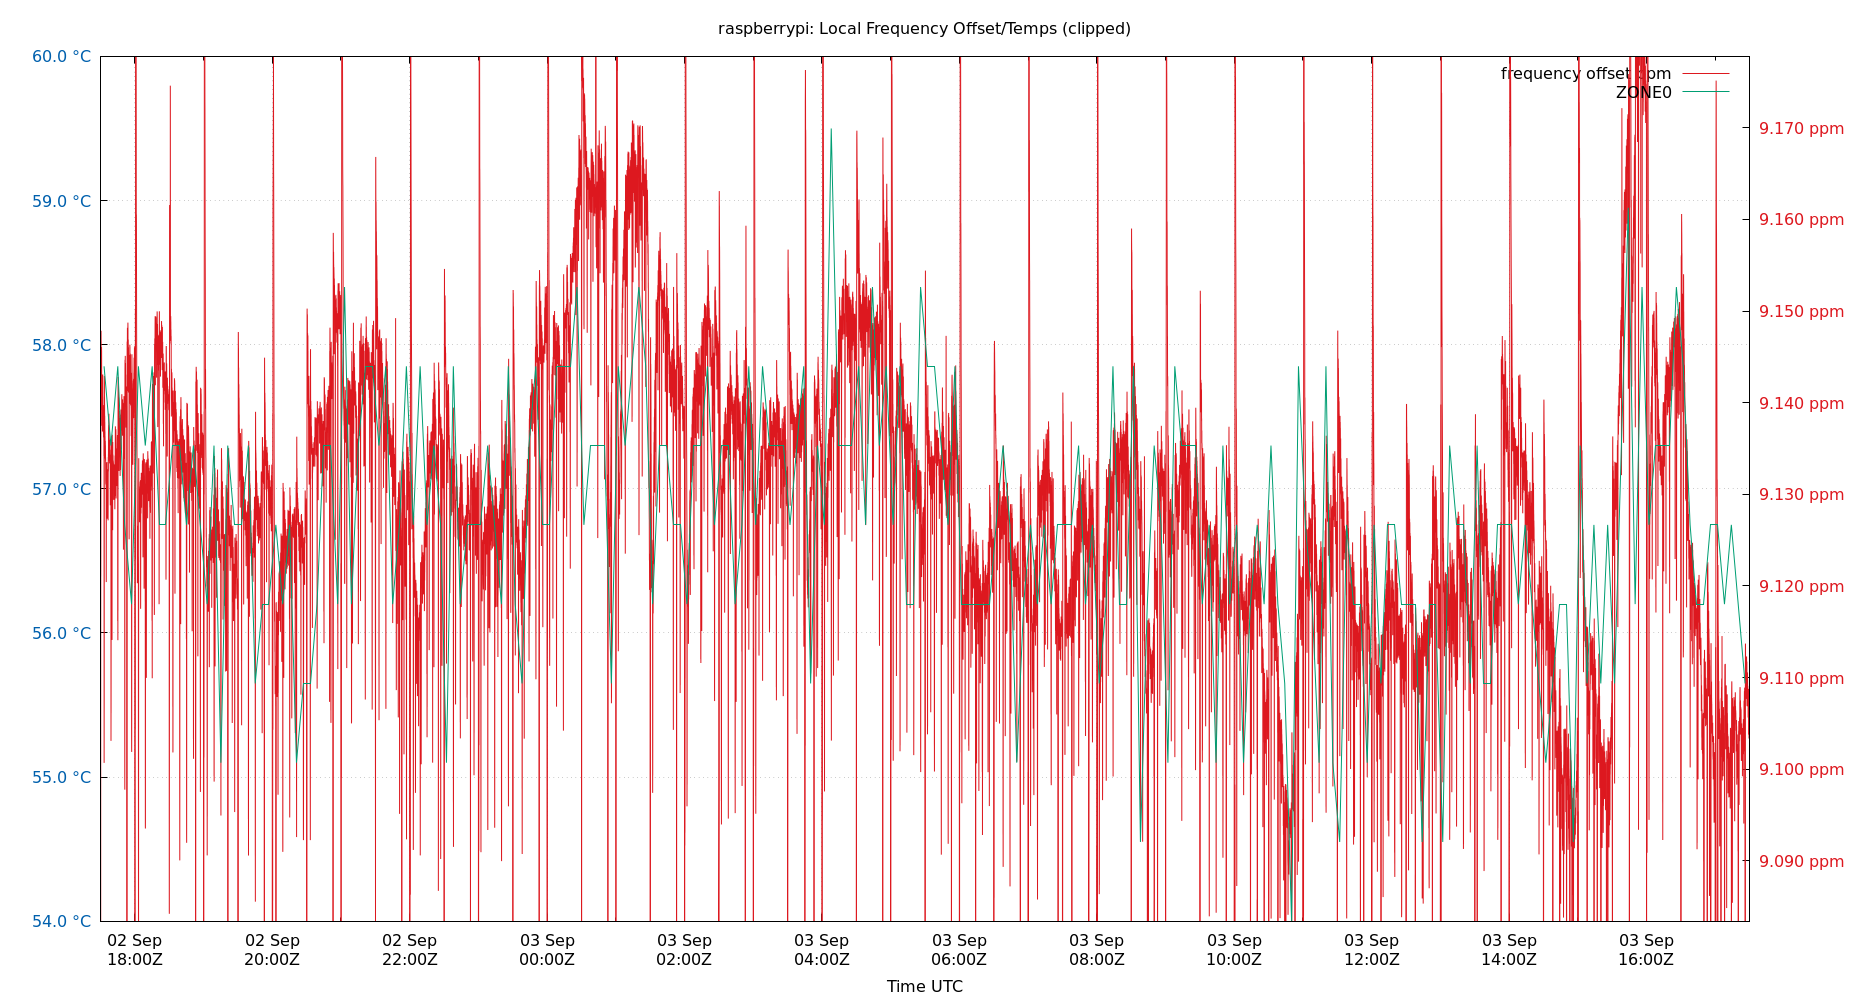 raspberrypi: Local Frequency Offset/Temps (clipped)
60.0 °C
59.0 °C
58.0 °C
57.0 °C
56.0 °C
55.0 °C
54.0 °C
frequency offset ppm
ZONE0
9.170 ppm
9.160 ppm
9.150 ppm
9.140 ppm
9.130 ppm
9.120 ppm
9.110 ppm
9.100 ppm
9.090 ppm
02 Sep 02 Sep 02 Sep 03 Sep 03 Sep 03 Sep 03 Sep 03 Sep 03 Sep 03 Sep 03 Sep 03 Sep
18:00Z 20:00Z 22:00Z 00:00Z 02:00Z 04:00Z 06:00Z 08:00Z 10:00Z 12:00Z 14:00Z 16:00Z
Time UTC